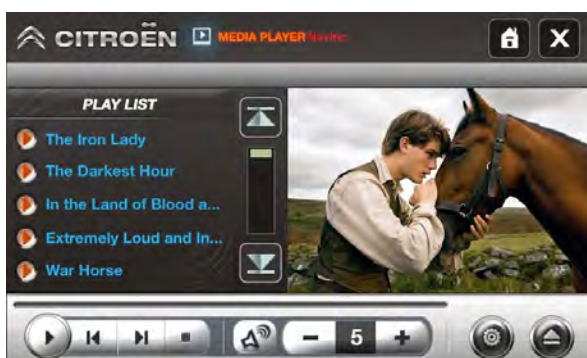 CITROËN MEDIA PLAYER Navinc
PLAY LIST
The Iron Lady
The Darkest Hour
In the Land of Blood a...
Extremely Loud and In...
War Horse
− 5 +